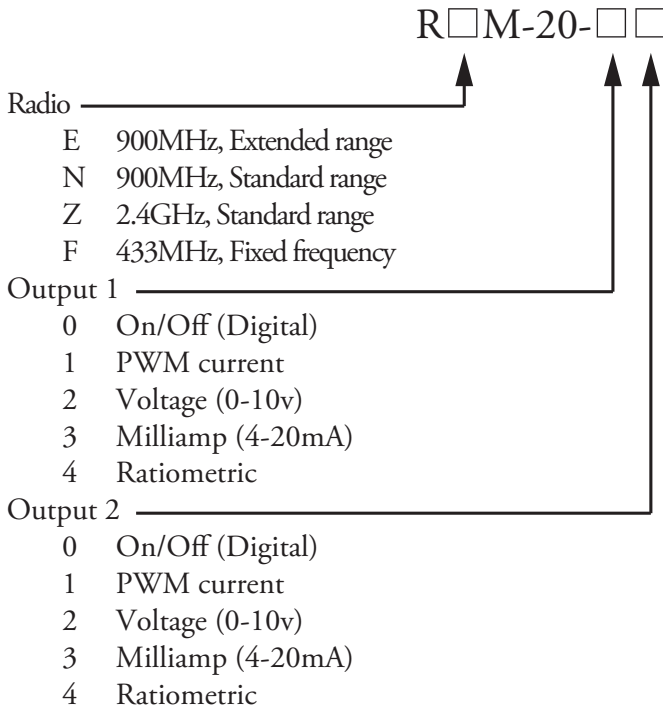 R□M-20-□ □
Radio
E 900MHz, Extended range
N 900MHz, Standard range
Z 2.4GHz, Standard range
F 433MHz, Fixed frequency
Output 1
0 On/Off (Digital)
1 PWM current
2 Voltage (0-10v)
3 Milliamp (4-20mA)
4 Ratiometric
Output 2
0 On/Off (Digital)
1 PWM current
2 Voltage (0-10v)
3 Milliamp (4-20mA)
4 Ratiometric